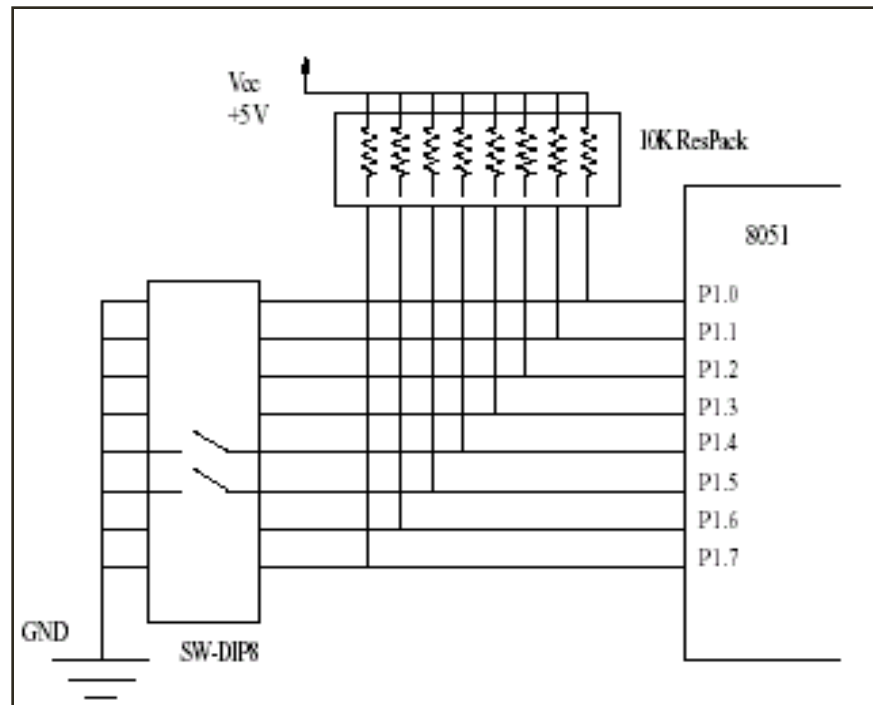 Vcc
+5V
10K ResPack
8051
P1.0
P1.1
P1.2
P1.3
P1.4
P1.5
P1.6
P1.7
GND
SW-DIP8